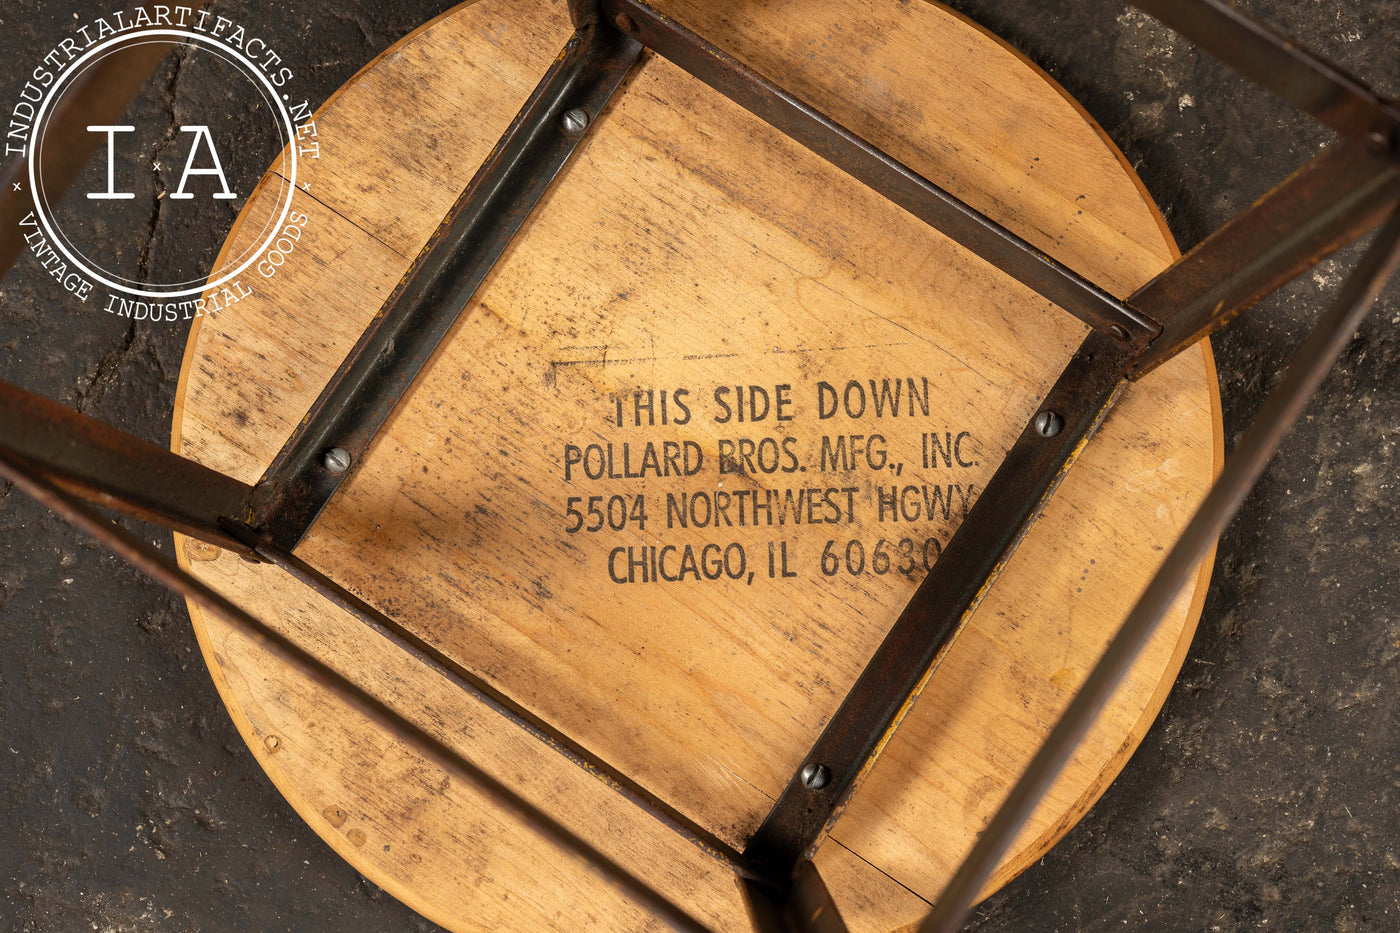 INDUSTRIALARTIFACTS.NET
I A
VINTAGE INDUSTRIAL GOODS
THIS SIDE DOWN
POLLARD BROS. MFG., INC.
5504 NORTHWEST HGWY
CHICAGO, IL 60630